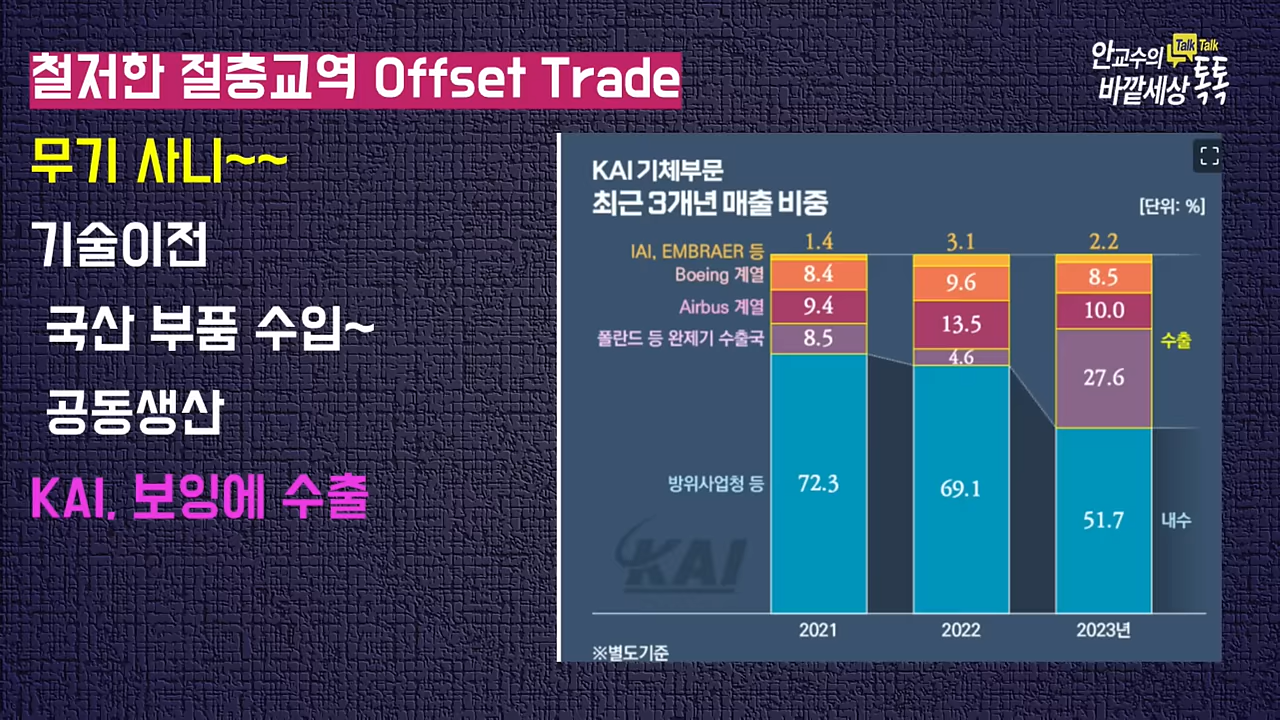 철저한 절충교역 Offset Trade
안교수의 Talk Talk
바깥세상 톡톡
무기 사니~~
기술이전
국산 부품 수입~
공동생산
KAI, 보잉에 수출
KAI 기체부문
최근 3개년 매출 비중
[단위: %]
IAI, EMBRAER 등 1.4 3.1 2.2
Boeing 계열 8.4 9.6 8.5
Airbus 계열 9.4 13.5 10.0
폴란드 등 완제기 수출국 8.5 4.6 27.6
수출
방위사업청 등 72.3 69.1 51.7
내수
KAI
2021 2022 2023년
※별도기준